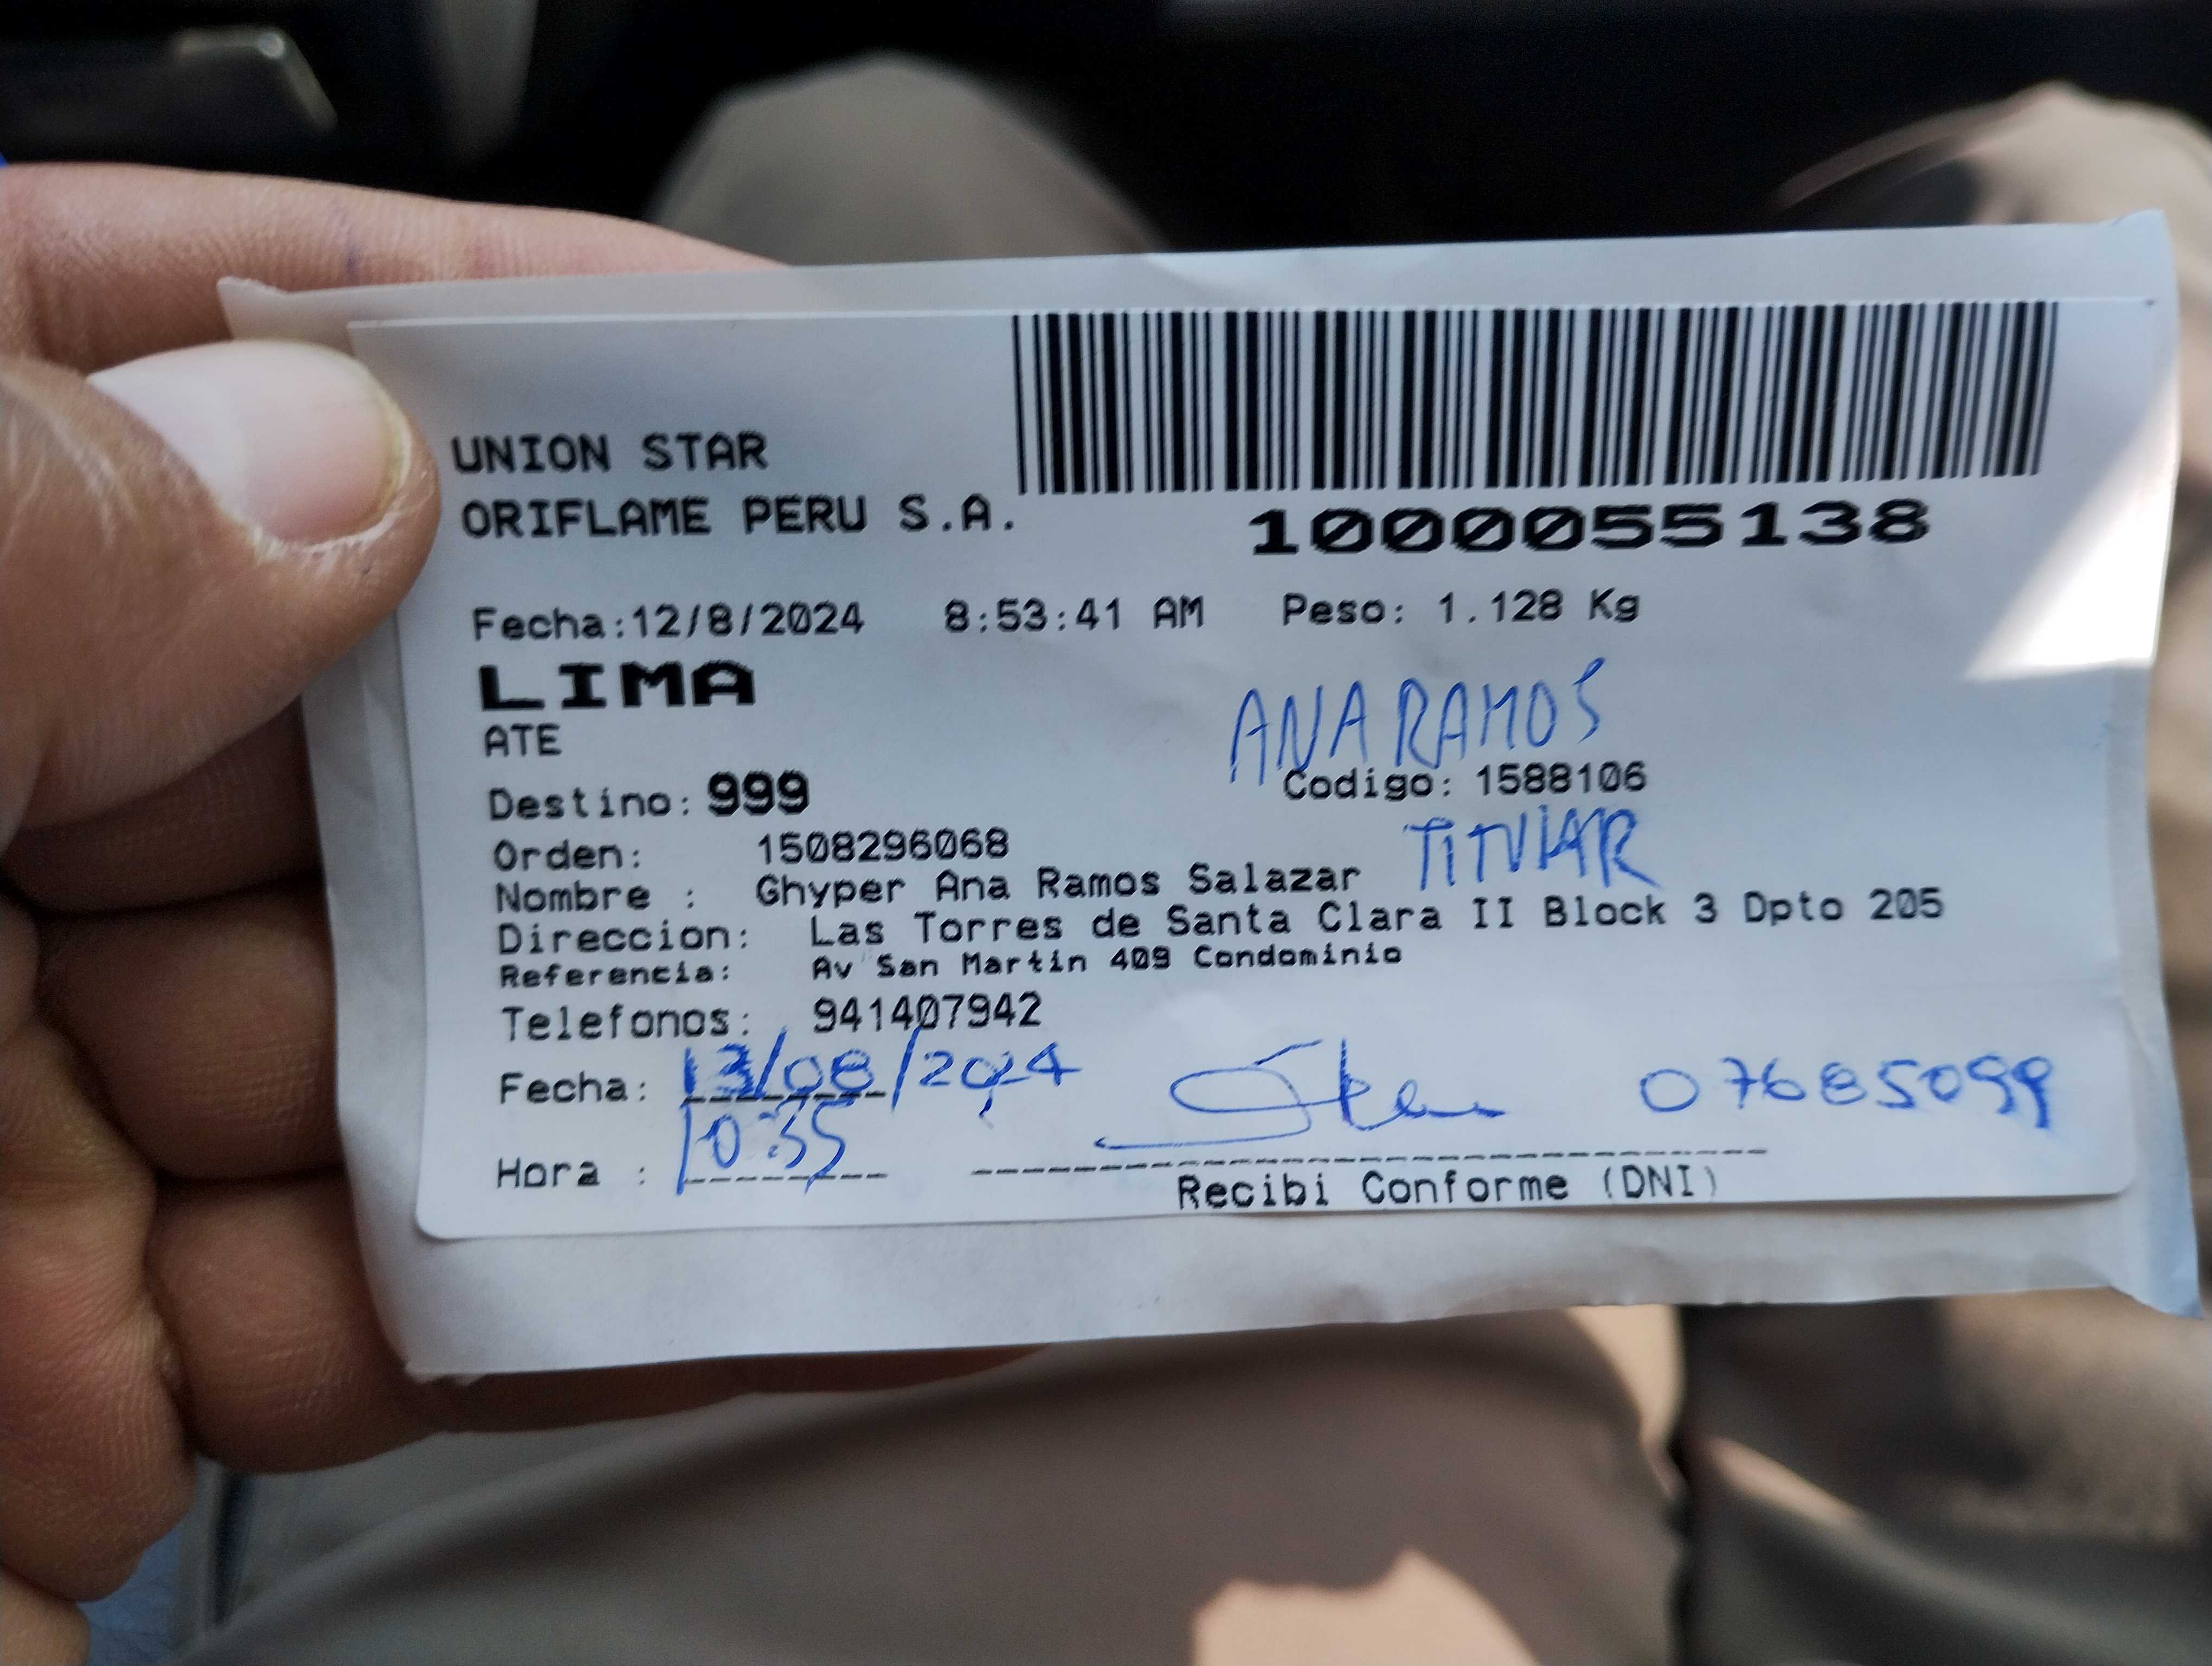 UNION STAR
ORIFLAME PERU S.A.
1000055138
Fecha:12/8/2024 8:53:41 AM Peso: 1.128 Kg
LIMA
ATE
ANA RAMOS
Destino: 999 Codigo: 1588106
Orden: 1508296068
TITULAR
Nombre : Ghyper Ana Ramos Salazar
Direccion: Las Torres de Santa Clara II Block 3 Dpto 205
Referencia: Av San Martin 409 Condominio
Telefonos: 941407942
Fecha: 13/08/2024
07685099
Hora : 10:35
Recibi Conforme (DNI)